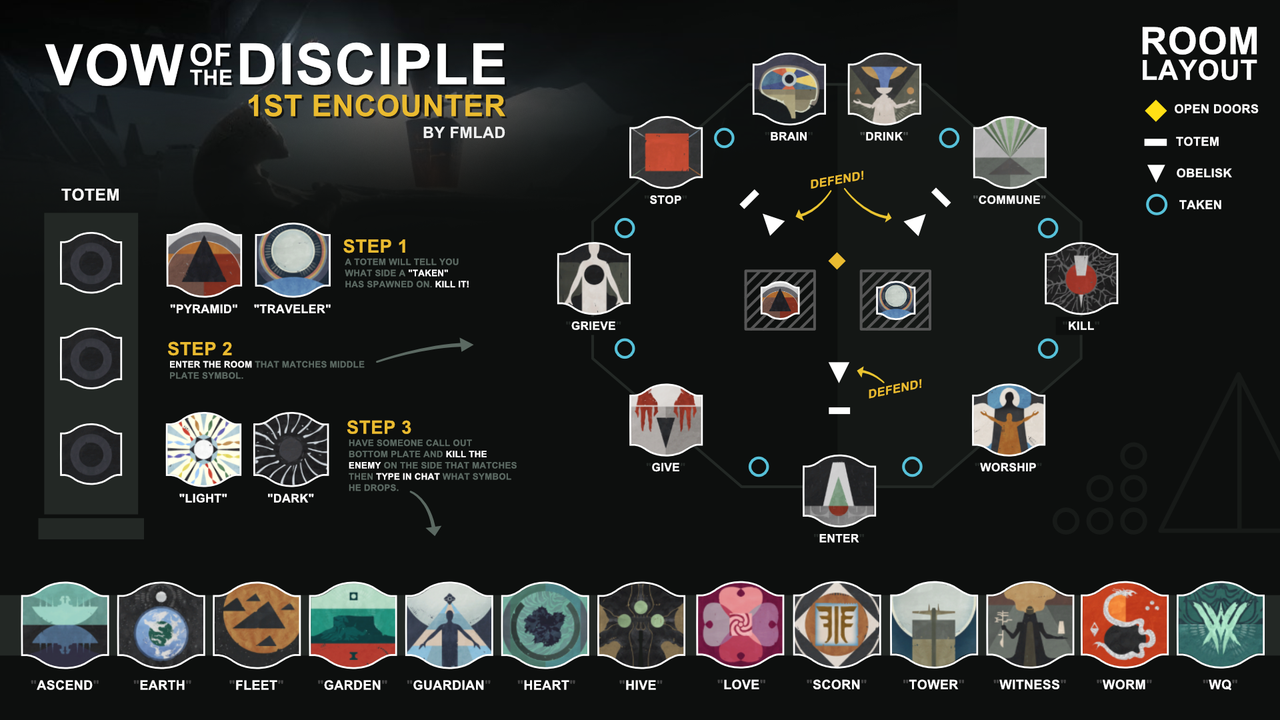 VOW OF THE DISCIPLE
1ST ENCOUNTER
BY FMLAD
TOTEM
"PYRAMID"
"TRAVELER"
STEP 1
A TOTEM WILL TELL YOU
WHAT SIDE A "TAKEN"
HAS SPAWNED ON. KILL IT!
STEP 2
ENTER THE ROOM THAT MATCHES MIDDLE
PLATE SYMBOL.
"LIGHT"
"DARK"
STEP 3
HAVE SOMEONE CALL OUT
BOTTOM PLATE AND KILL THE
ENEMY ON THE SIDE THAT MATCHES
THEN TYPE IN CHAT WHAT SYMBOL
HE DROPS.
"BRAIN"
"DRINK"
"STOP"
"COMMUNE"
DEFEND!
"GRIEVE"
"KILL"
DEFEND!
"GIVE"
"WORSHIP"
"ENTER"
ROOM
LAYOUT
OPEN DOORS
TOTEM
OBELISK
TAKEN
"ASCEND"
"EARTH"
"FLEET"
"GARDEN"
"GUARDIAN"
"HEART"
"HIVE"
"LOVE"
"SCORN"
"TOWER"
"WITNESS"
"WORM"
"WQ"